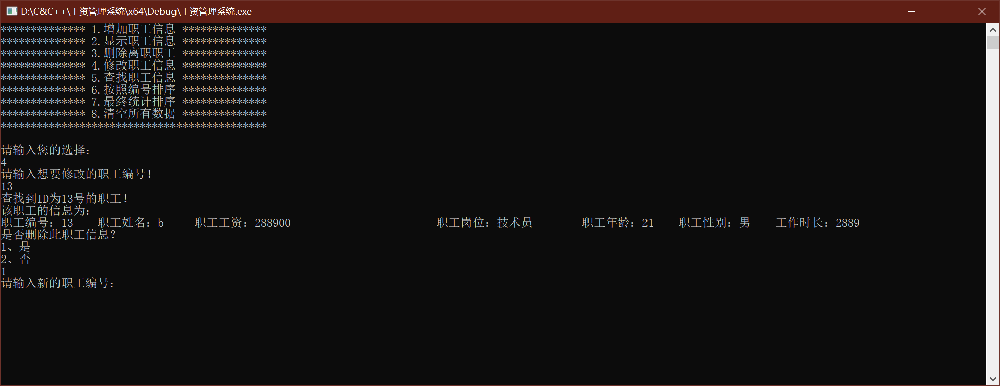 D:\C&C++\工资管理系统\x64\Debug\工资管理系统.exe
************** 1.增加职工信息 **************
************** 2.显示职工信息 **************
************** 3.删除离职职工 **************
************** 4.修改职工信息 **************
************** 5.查找职工信息 **************
************** 6.按照编号排序 **************
************** 7.最终统计排序 **************
************** 8.清空所有数据 **************
********************************************
请输入您的选择：
4
请输入想要修改的职工编号！
13
查找到ID为13号的职工！
该职工的信息为：
职工编号：13    职工姓名：b     职工工资：288900                        职工岗位：技术员        职工年龄：21    职工性别：男    工作时长：2889
是否删除此职工信息？
1、是
2、否
1
请输入新的职工编号：